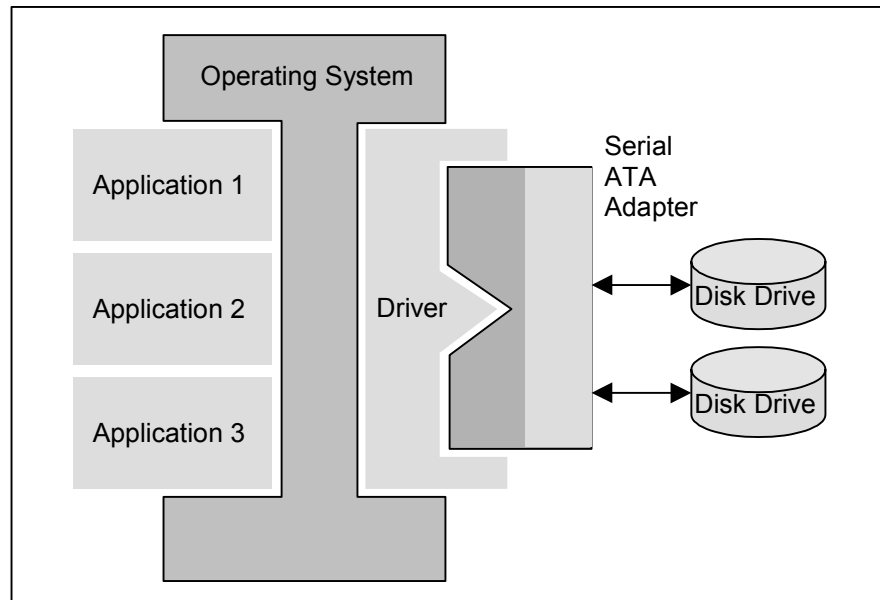 Operating System
Application 1
Application 2
Application 3
Driver
Serial
ATA
Adapter
Disk Drive
Disk Drive